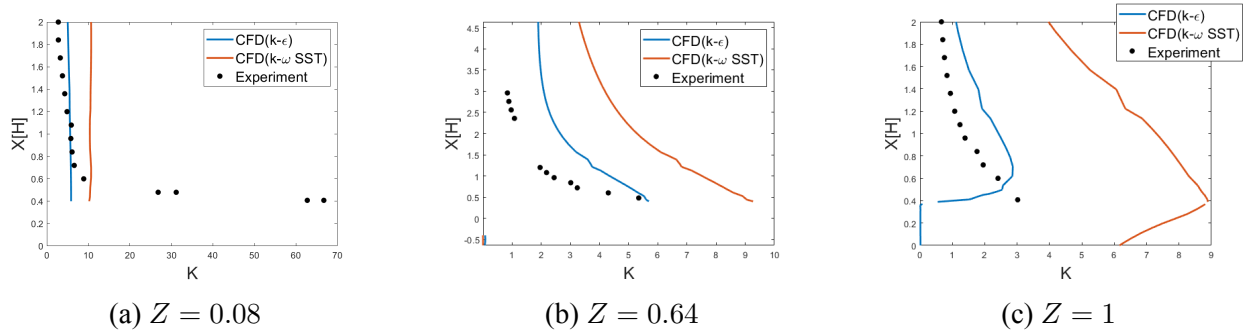 2
1.8
1.6
1.4
1.2
1
0.8
0.6
0.4
0.2
0
X[H]
0 10 20 30 40 50 60 70
K
CFD(k-ϵ)
CFD(k-ω SST)
Experiment
(a) Z = 0.08
5
4.5
4
3.5
3
2.5
2
1.5
1
0.5
0
-0.5
X[H]
1 2 3 4 5 6 7 8 9 10
K
CFD(k-ϵ)
CFD(k-ω SST)
Experiment
(b) Z = 0.64
2
1.8
1.6
1.4
1.2
1
0.8
0.6
0.4
0.2
0
X[H]
0 1 2 3 4 5 6 7 8 9
K
CFD(k-ϵ)
CFD(k-ω SST)
Experiment
(c) Z = 1